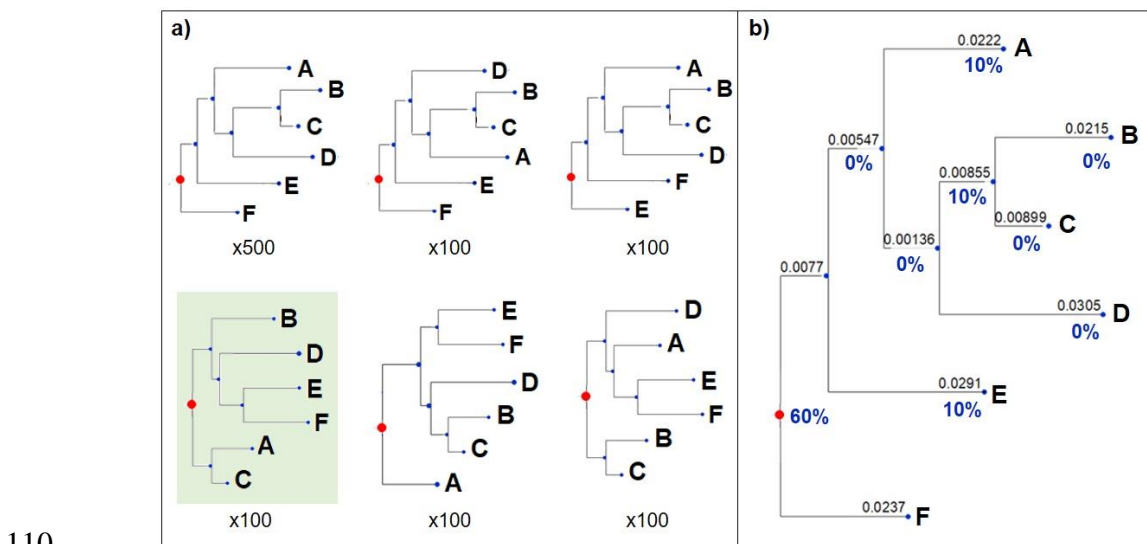 a)
A
B
C
D
E
F
x500
D
B
C
A
E
F
x100
A
B
C
D
F
E
x100
B
D
E
F
A
C
x100
E
F
D
B
C
A
x100
D
A
E
F
B
C
x100
b)
0.0222 A
10%
0.0215 B
0%
0.00547
0%
0.00855
10%
0.00899 C
0%
0.00136
0%
0.0077
0.0305 D
0%
0.0291 E
10%
60%
0.0237 F
110